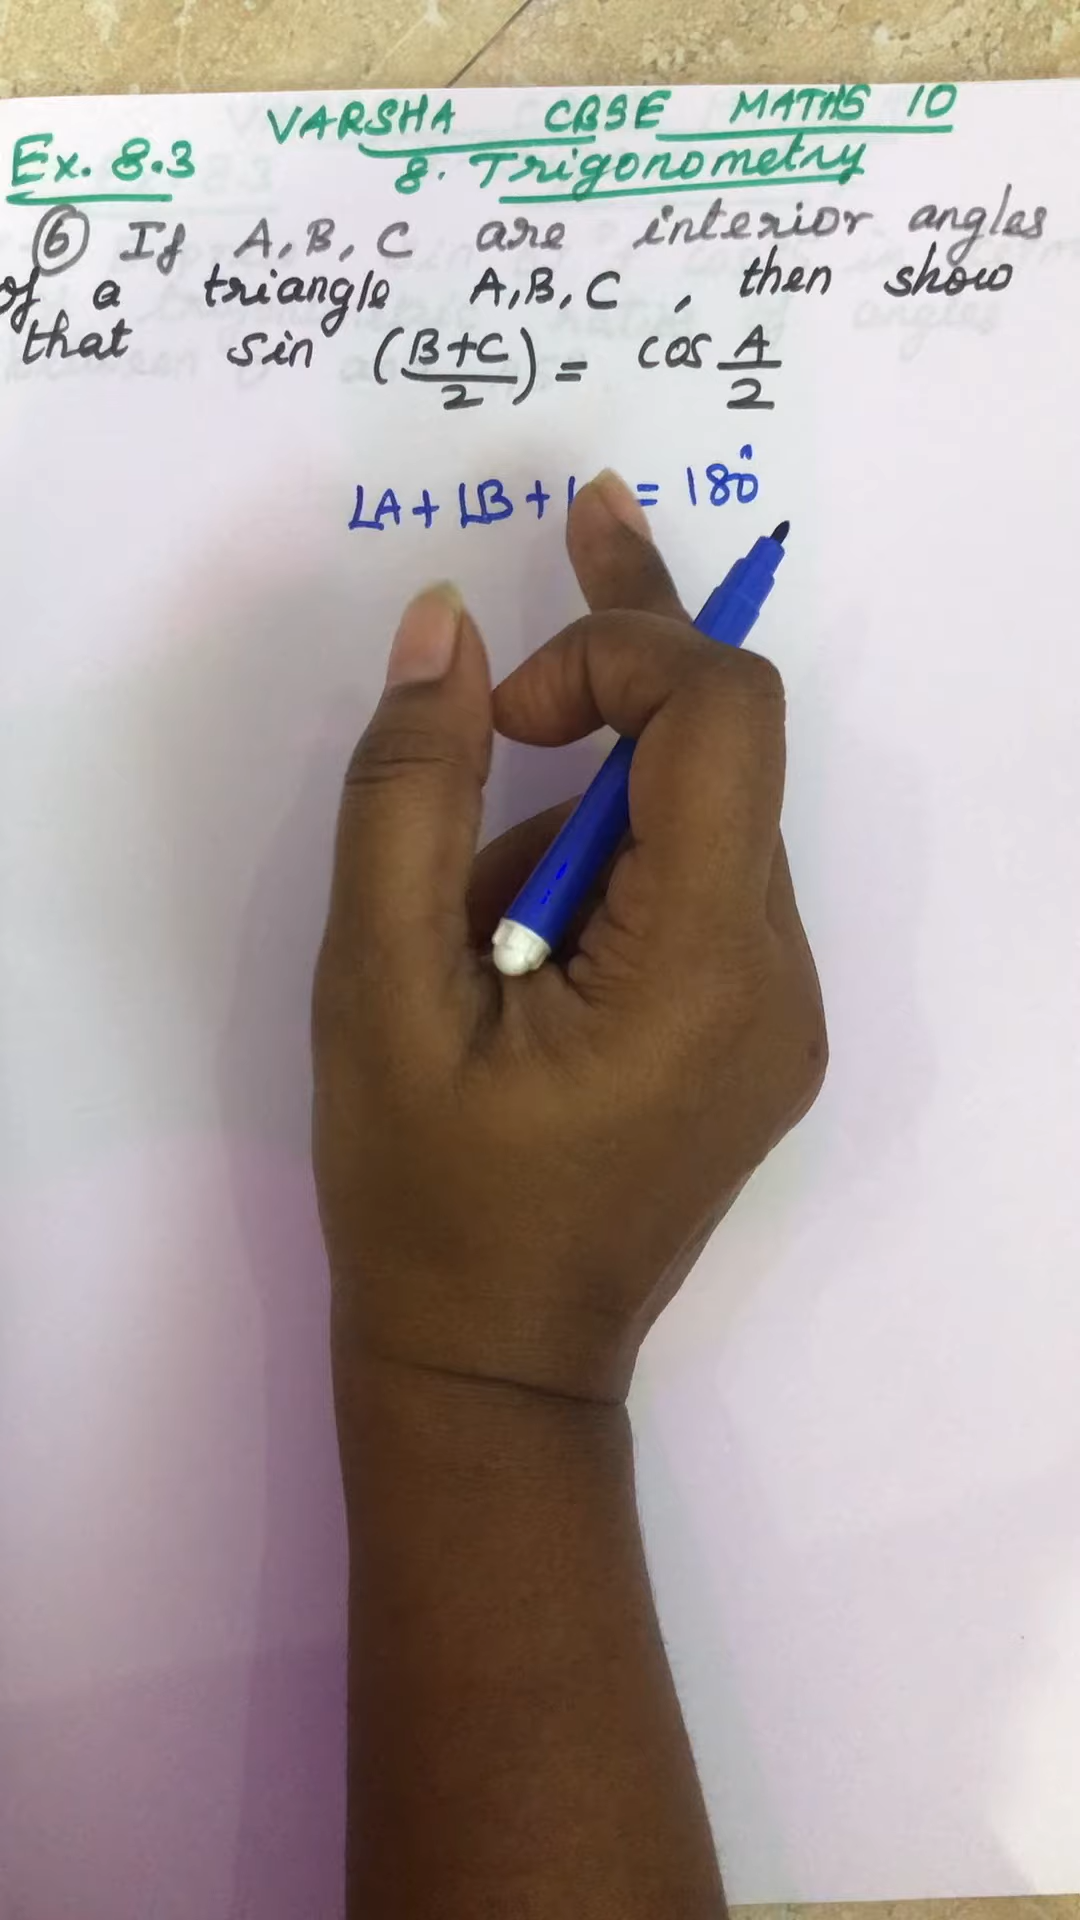 VARSHA CBSE MATHS 10
Ex. 8.3 8. Trigonometry
⑥ If A, B, C are interior angles
of a triangle A, B, C , then show
that sin (B+C/2) = cos A/2
∠A + ∠B + = 180°